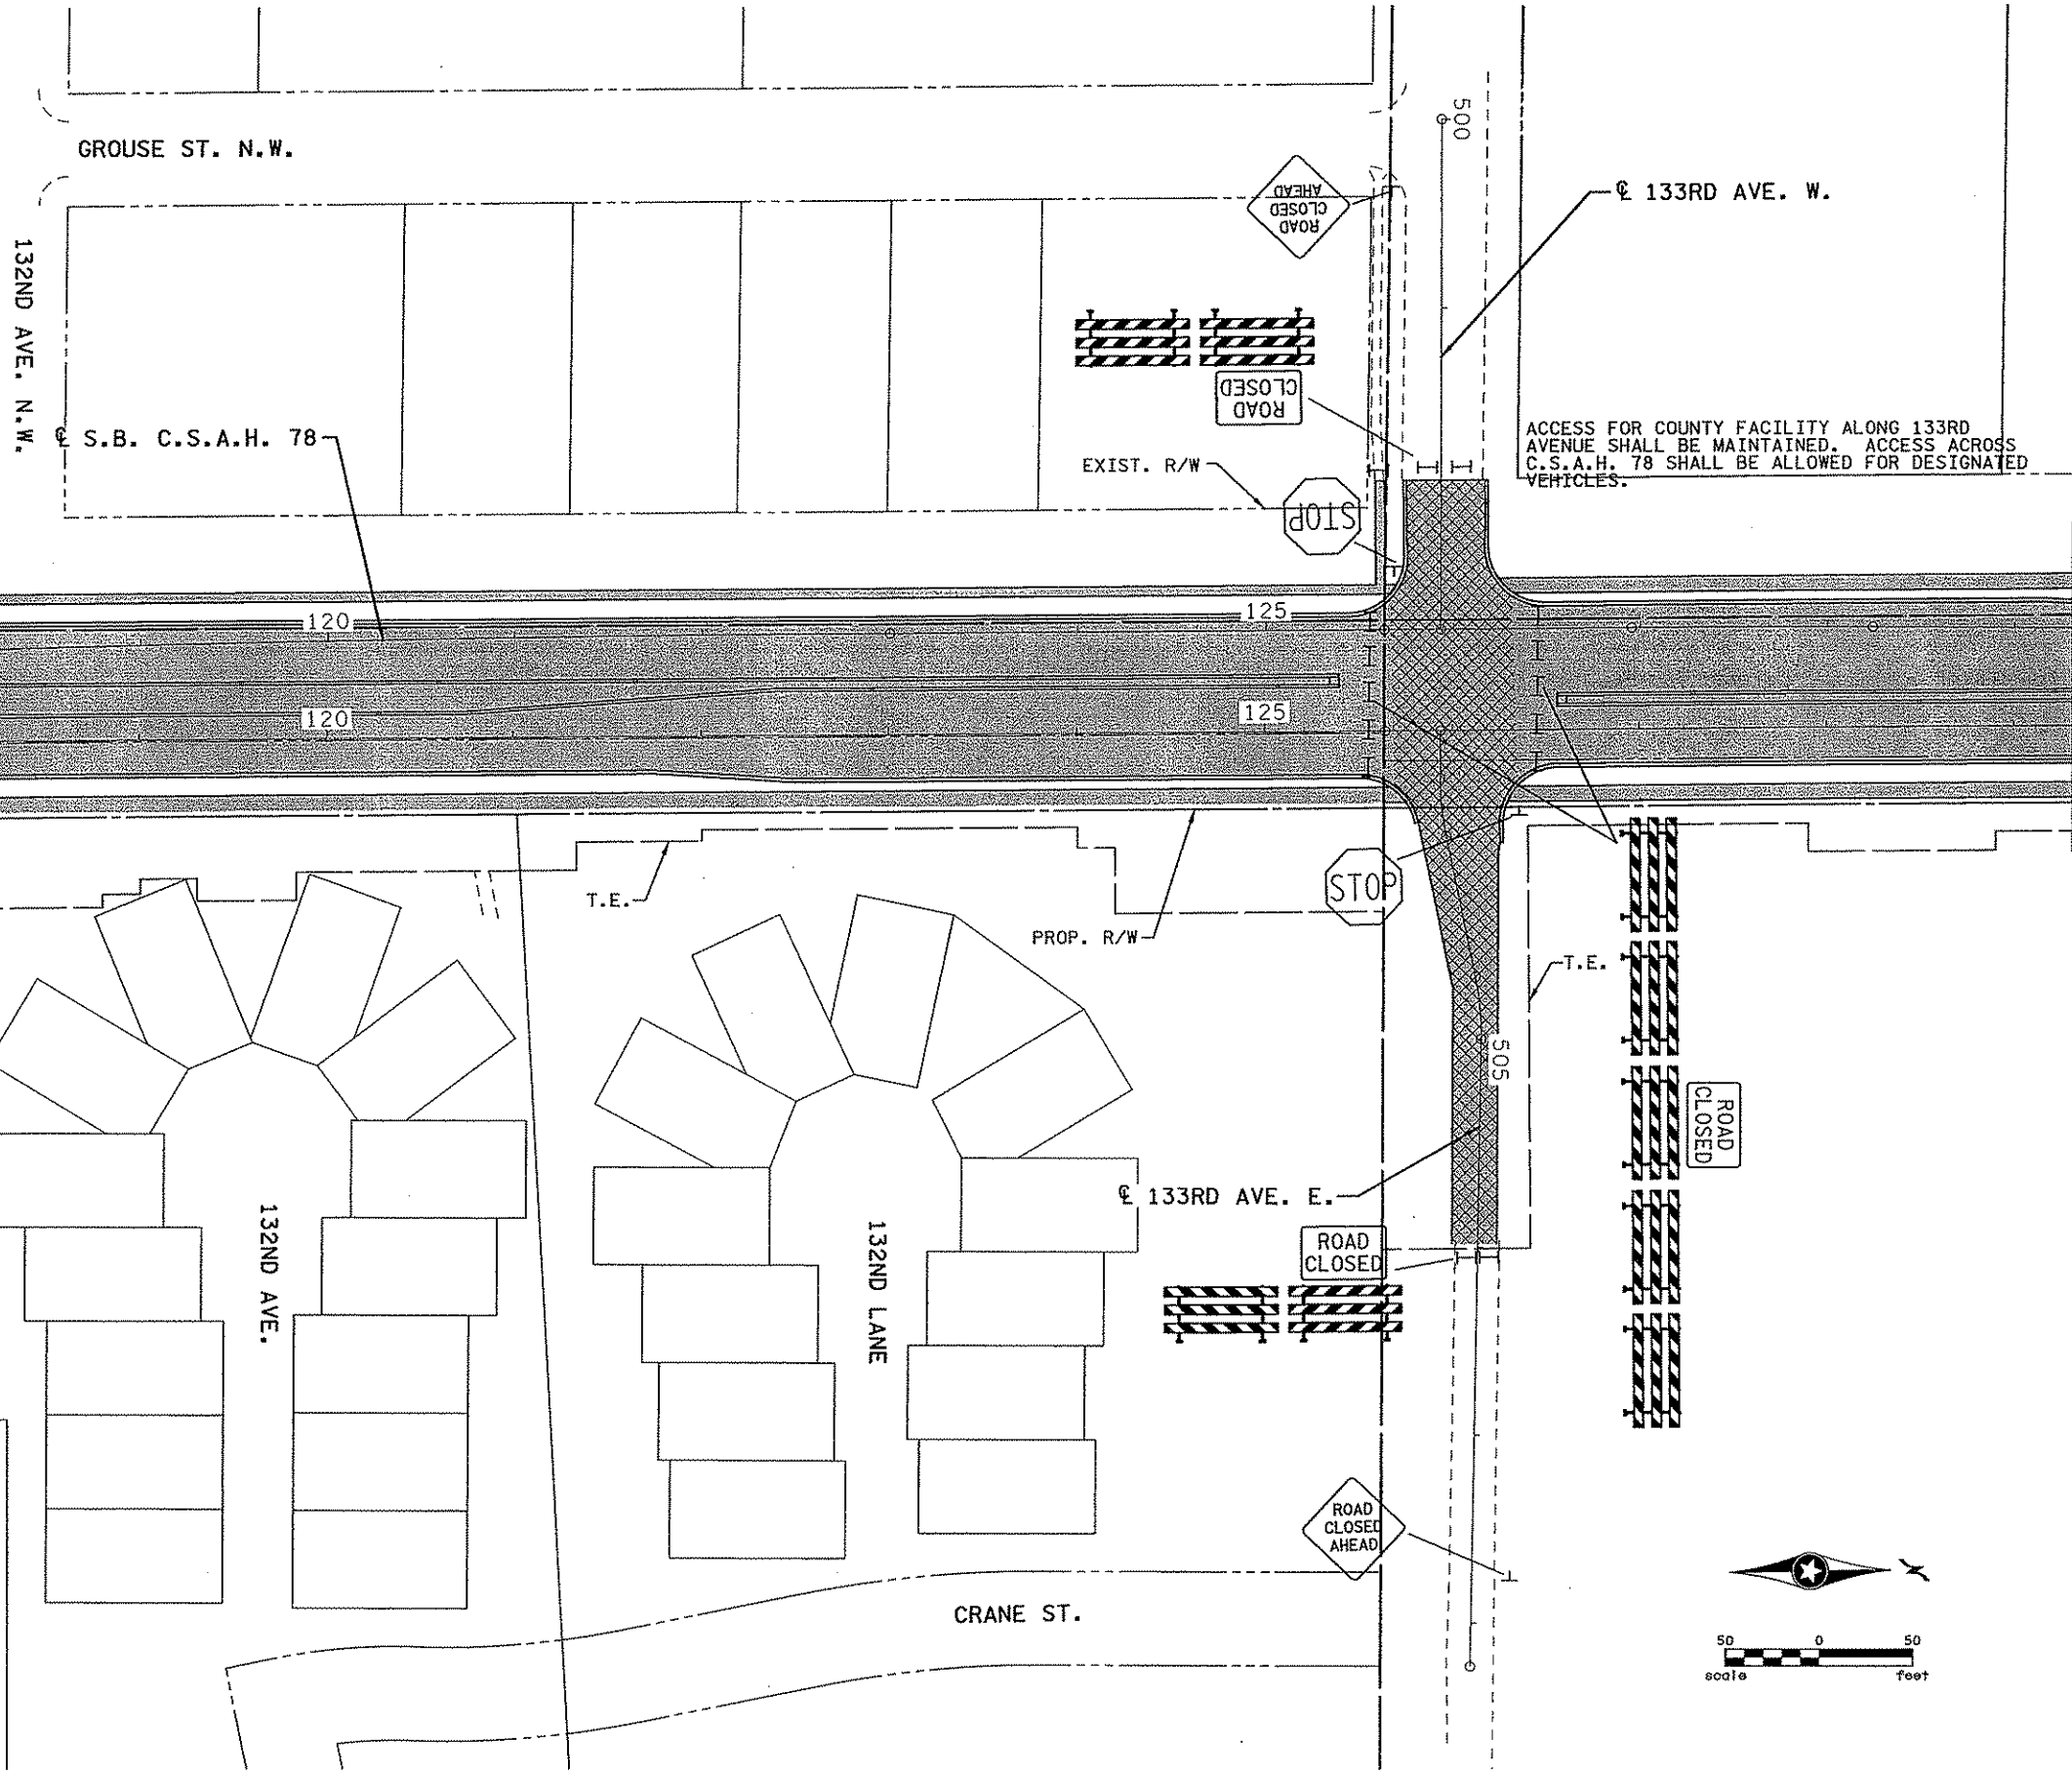 500
GROUSE ST. N.W.
ROAD
CLOSED
AHEAD
℄ 133RD AVE. W.
132ND AVE. N.W.
ROAD
CLOSED
℄ S.B. C.S.A.H. 78
EXIST. R/W
ACCESS FOR COUNTY FACILITY ALONG 133RD
AVENUE SHALL BE MAINTAINED. ACCESS ACROSS
C.S.A.H. 78 SHALL BE ALLOWED FOR DESIGNATED
VEHICLES.
STOP
120
125
120
125
T.E.
STOP
PROP. R/W
T.E.
505
ROAD
CLOSED
℄ 133RD AVE. E.
132ND AVE.
132ND LANE
ROAD
CLOSED
ROAD
CLOSED
AHEAD
CRANE ST.
50 0 50
scale feet